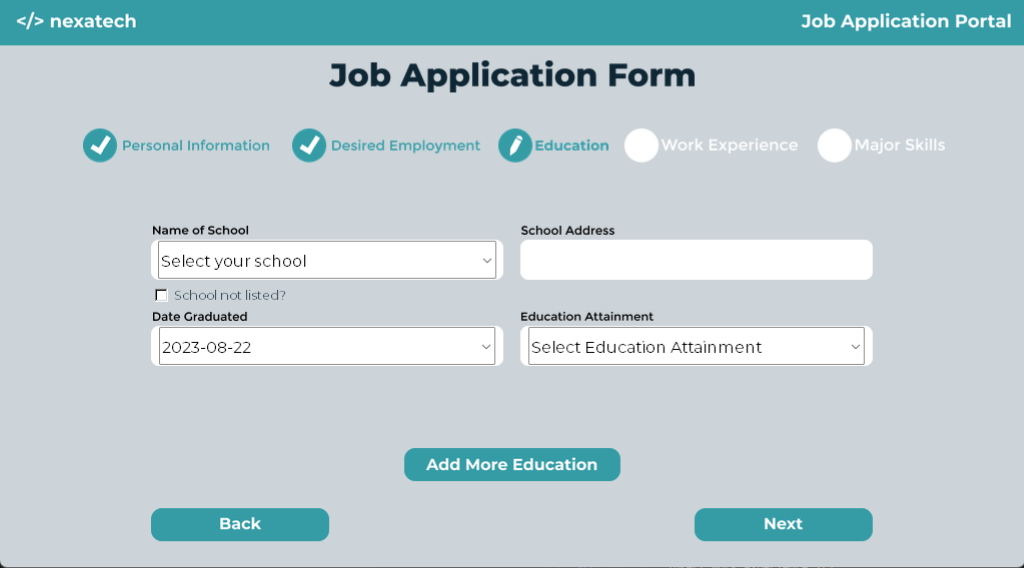 </> nexatech
Job Application Portal
Job Application Form
Personal Information
Desired Employment
Education
Work Experience
Major Skills
Name of School
School Address
Select your school
School not listed?
Date Graduated
Education Attainment
2023-08-22
Select Education Attainment
Add More Education
Back
Next